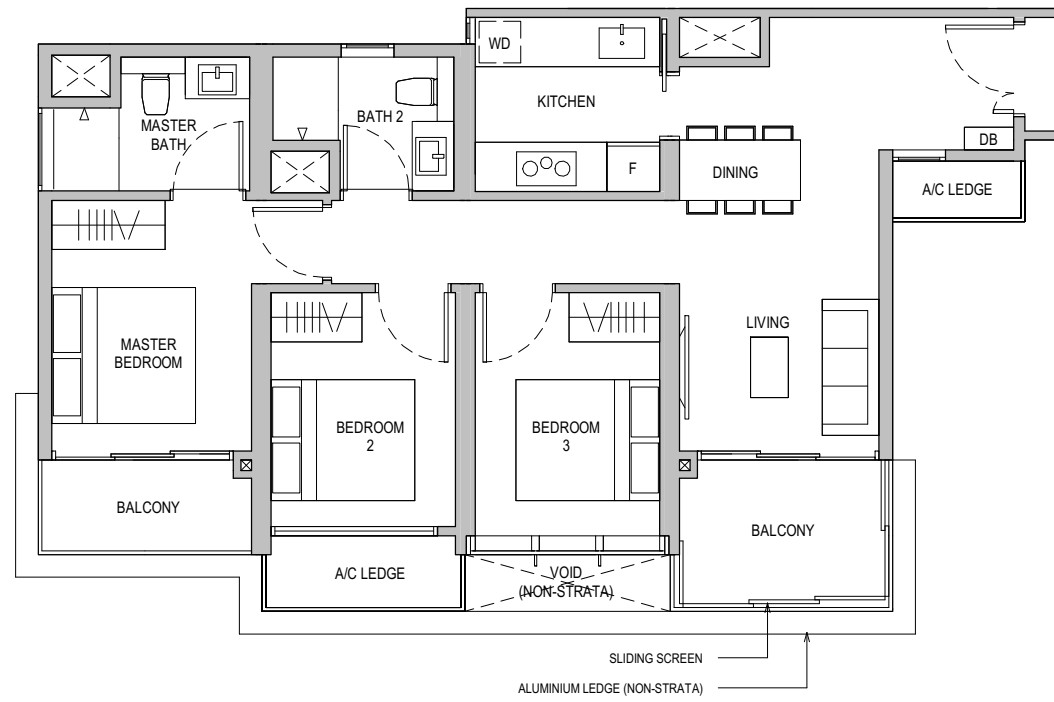 WD
KITCHEN
MASTER
BATH
BATH 2
DB
F
DINING
A/C LEDGE
LIVING
MASTER
BEDROOM
BEDROOM
2
BEDROOM
3
BALCONY
BALCONY
A/C LEDGE
VOID
(NON-STRATA)
SLIDING SCREEN
ALUMINIUM LEDGE (NON-STRATA)